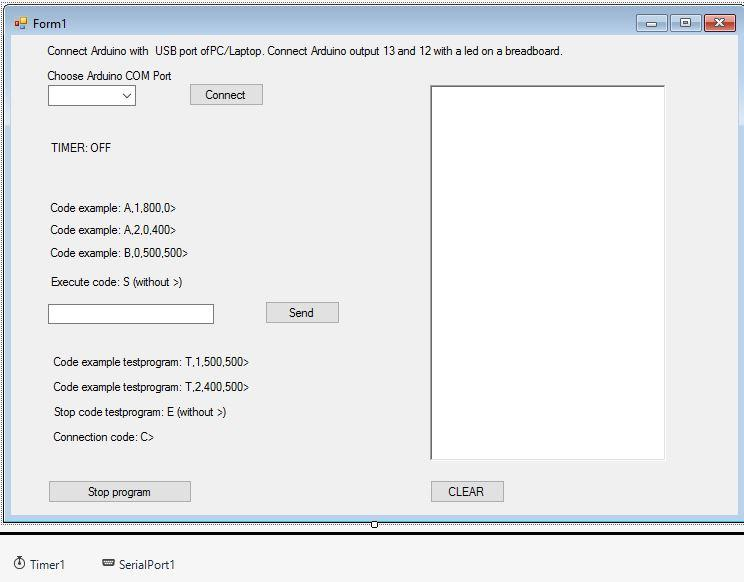 Form1
Connect Arduino with  USB port ofPC/Laptop. Connect Arduino output 13 and 12 with a led on a breadboard.
Choose Arduino COM Port
Connect
TIMER: OFF
Code example: A,1,800,0>
Code example: A,2,0,400>
Code example: B,0,500,500>
Execute code: S (without >)
Send
Code example testprogram: T,1,500,500>
Code example testprogram: T,2,400,500>
Stop code testprogram: E (without >)
Connection code: C>
Stop program
CLEAR
Timer1
SerialPort1